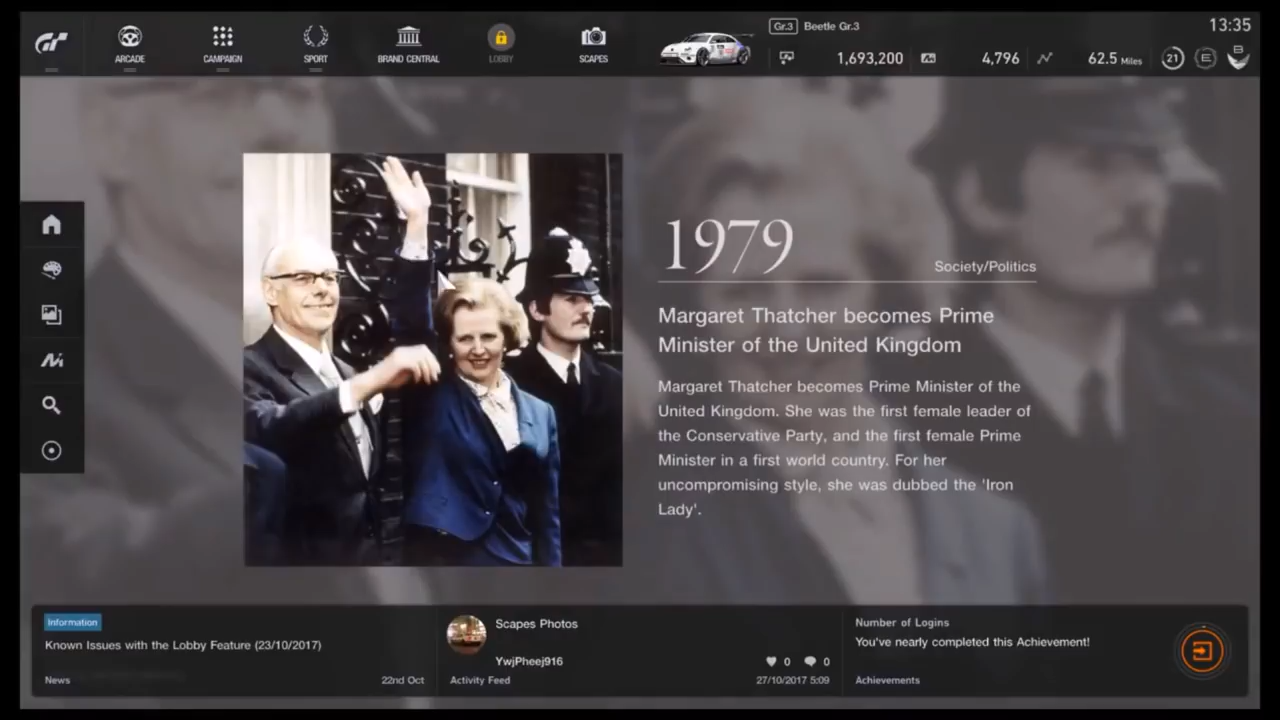 Gr.3 Beetle Gr.3
13:35
ARCADE
CAMPAIGN
SPORT
BRAND CENTRAL
LOBBY
SCAPES
1,693,200
4,796
62.5 Miles
21
E
B
1979
Society/Politics
Margaret Thatcher becomes Prime
Minister of the United Kingdom
Margaret Thatcher becomes Prime Minister of the
United Kingdom. She was the first female leader of
the Conservative Party, and the first female Prime
Minister in a first world country. For her
uncompromising style, she was dubbed the 'Iron
Lady'.
Information
Known Issues with the Lobby Feature (23/10/2017)
News
22nd Oct
Scapes Photos
YwjPheej916
0
0
Activity Feed
27/10/2017 5:09
Number of Logins
You've nearly completed this Achievement!
Achievements